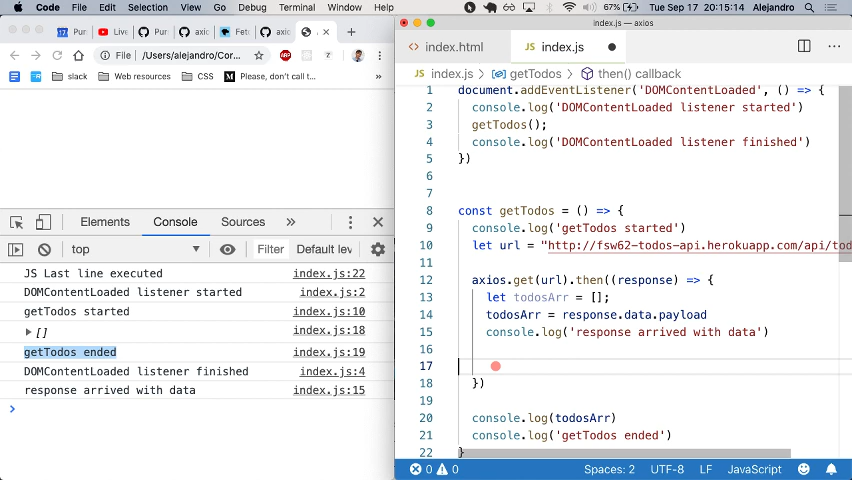 Code File Edit Selection View Go Debug Terminal Window Help 67% Tue Sep 17 20:15:14 Alejandro
Pur Live Pur axio Fet axio
File /Users/alejandro/Cor...
slack Web resources CSS Please, don't call t...
index.js — axios
index.html index.js
JS index.js > getTodos > then() callback
Elements Console Sources
top Filter Default lev
JS Last line executed index.js:22
DOMContentLoaded listener started index.js:2
getTodos started index.js:10
[] index.js:18
getTodos ended index.js:19
DOMContentLoaded listener finished index.js:4
response arrived with data index.js:15
1 document.addEventListener('DOMContentLoaded', () => {
2 console.log('DOMContentLoaded listener started')
3 getTodos();
4 console.log('DOMContentLoaded listener finished')
5 })
6
7
8 const getTodos = () => {
9 console.log('getTodos started')
10 let url = "http://fsw62-todos-api.herokuapp.com/api/tod
11
12 axios.get(url).then((response) => {
13 let todosArr = [];
14 todosArr = response.data.payload
15 console.log('response arrived with data')
16
17
18 })
19
20 console.log(todosArr)
21 console.log('getTodos ended')
22 }
0 0 Spaces: 2 UTF-8 LF JavaScript